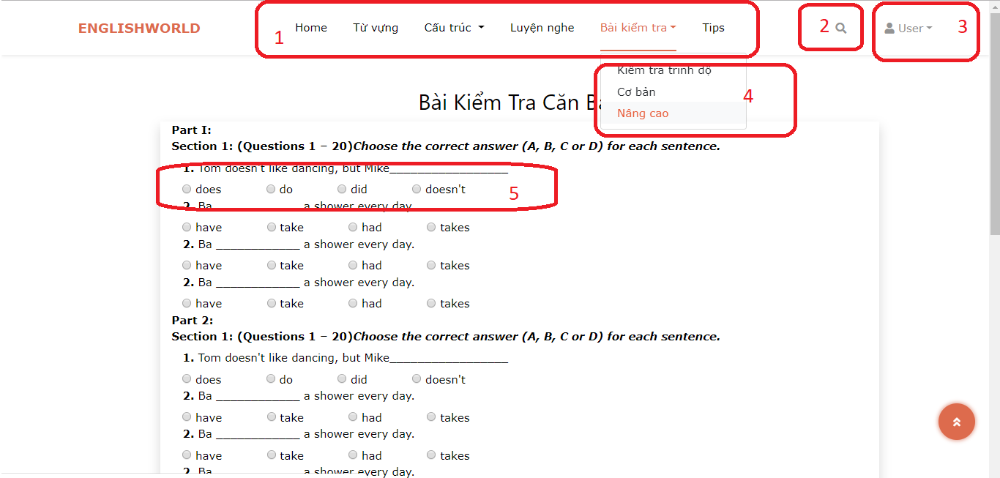 ENGLISHWORLD 1 Home Từ vựng Cấu trúc Luyện nghe Bài kiểm tra Tips 2 User 3
Kiểm tra trình độ
Cơ bản 4
Nâng cao
Bài Kiểm Tra Căn
Part I:
Section 1: (Questions 1 – 20)Choose the correct answer (A, B, C or D) for each sentence.
1. Tom doesn't like dancing, but Mike__________________
does do did doesn't 5
2. Ba _____________ a shower every day.
have take had takes
2. Ba _____________ a shower every day.
have take had takes
2. Ba _____________ a shower every day.
have take had takes
Part 2:
Section 1: (Questions 1 – 20)Choose the correct answer (A, B, C or D) for each sentence.
1. Tom doesn't like dancing, but Mike__________________
does do did doesn't
2. Ba _____________ a shower every day.
have take had takes
2. Ba _____________ a shower every day.
have take had takes
2. Ba _____________ a shower every day.